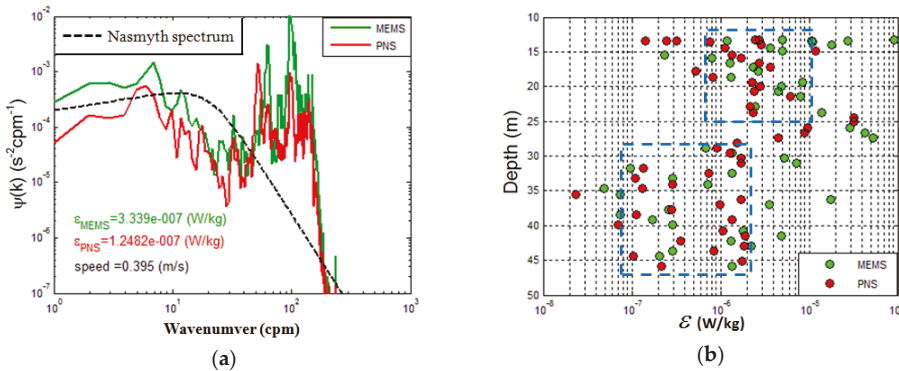 (a)
10⁻²
10⁻³
10⁻⁴
10⁻⁵
10⁻⁶
10⁻⁷
ψ(k) (s⁻²cpm⁻¹)
Nasmyth spectrum
MEMS
PNS
ε_MEMS=3.339e-007 (W/kg)
ε_PNS=1.2482e-007 (W/kg)
speed =0.395 (m/s)
10⁰ 10¹ 10² 10³
Wavenumver (cpm)
(a)
(b)
5
10
15
20
25
30
35
40
45
50
Depth (m)
MEMS
PNS
10⁻⁸ 10⁻⁷ 10⁻⁶ 10⁻⁵ 10⁻⁴
ε (W/kg)
(b)